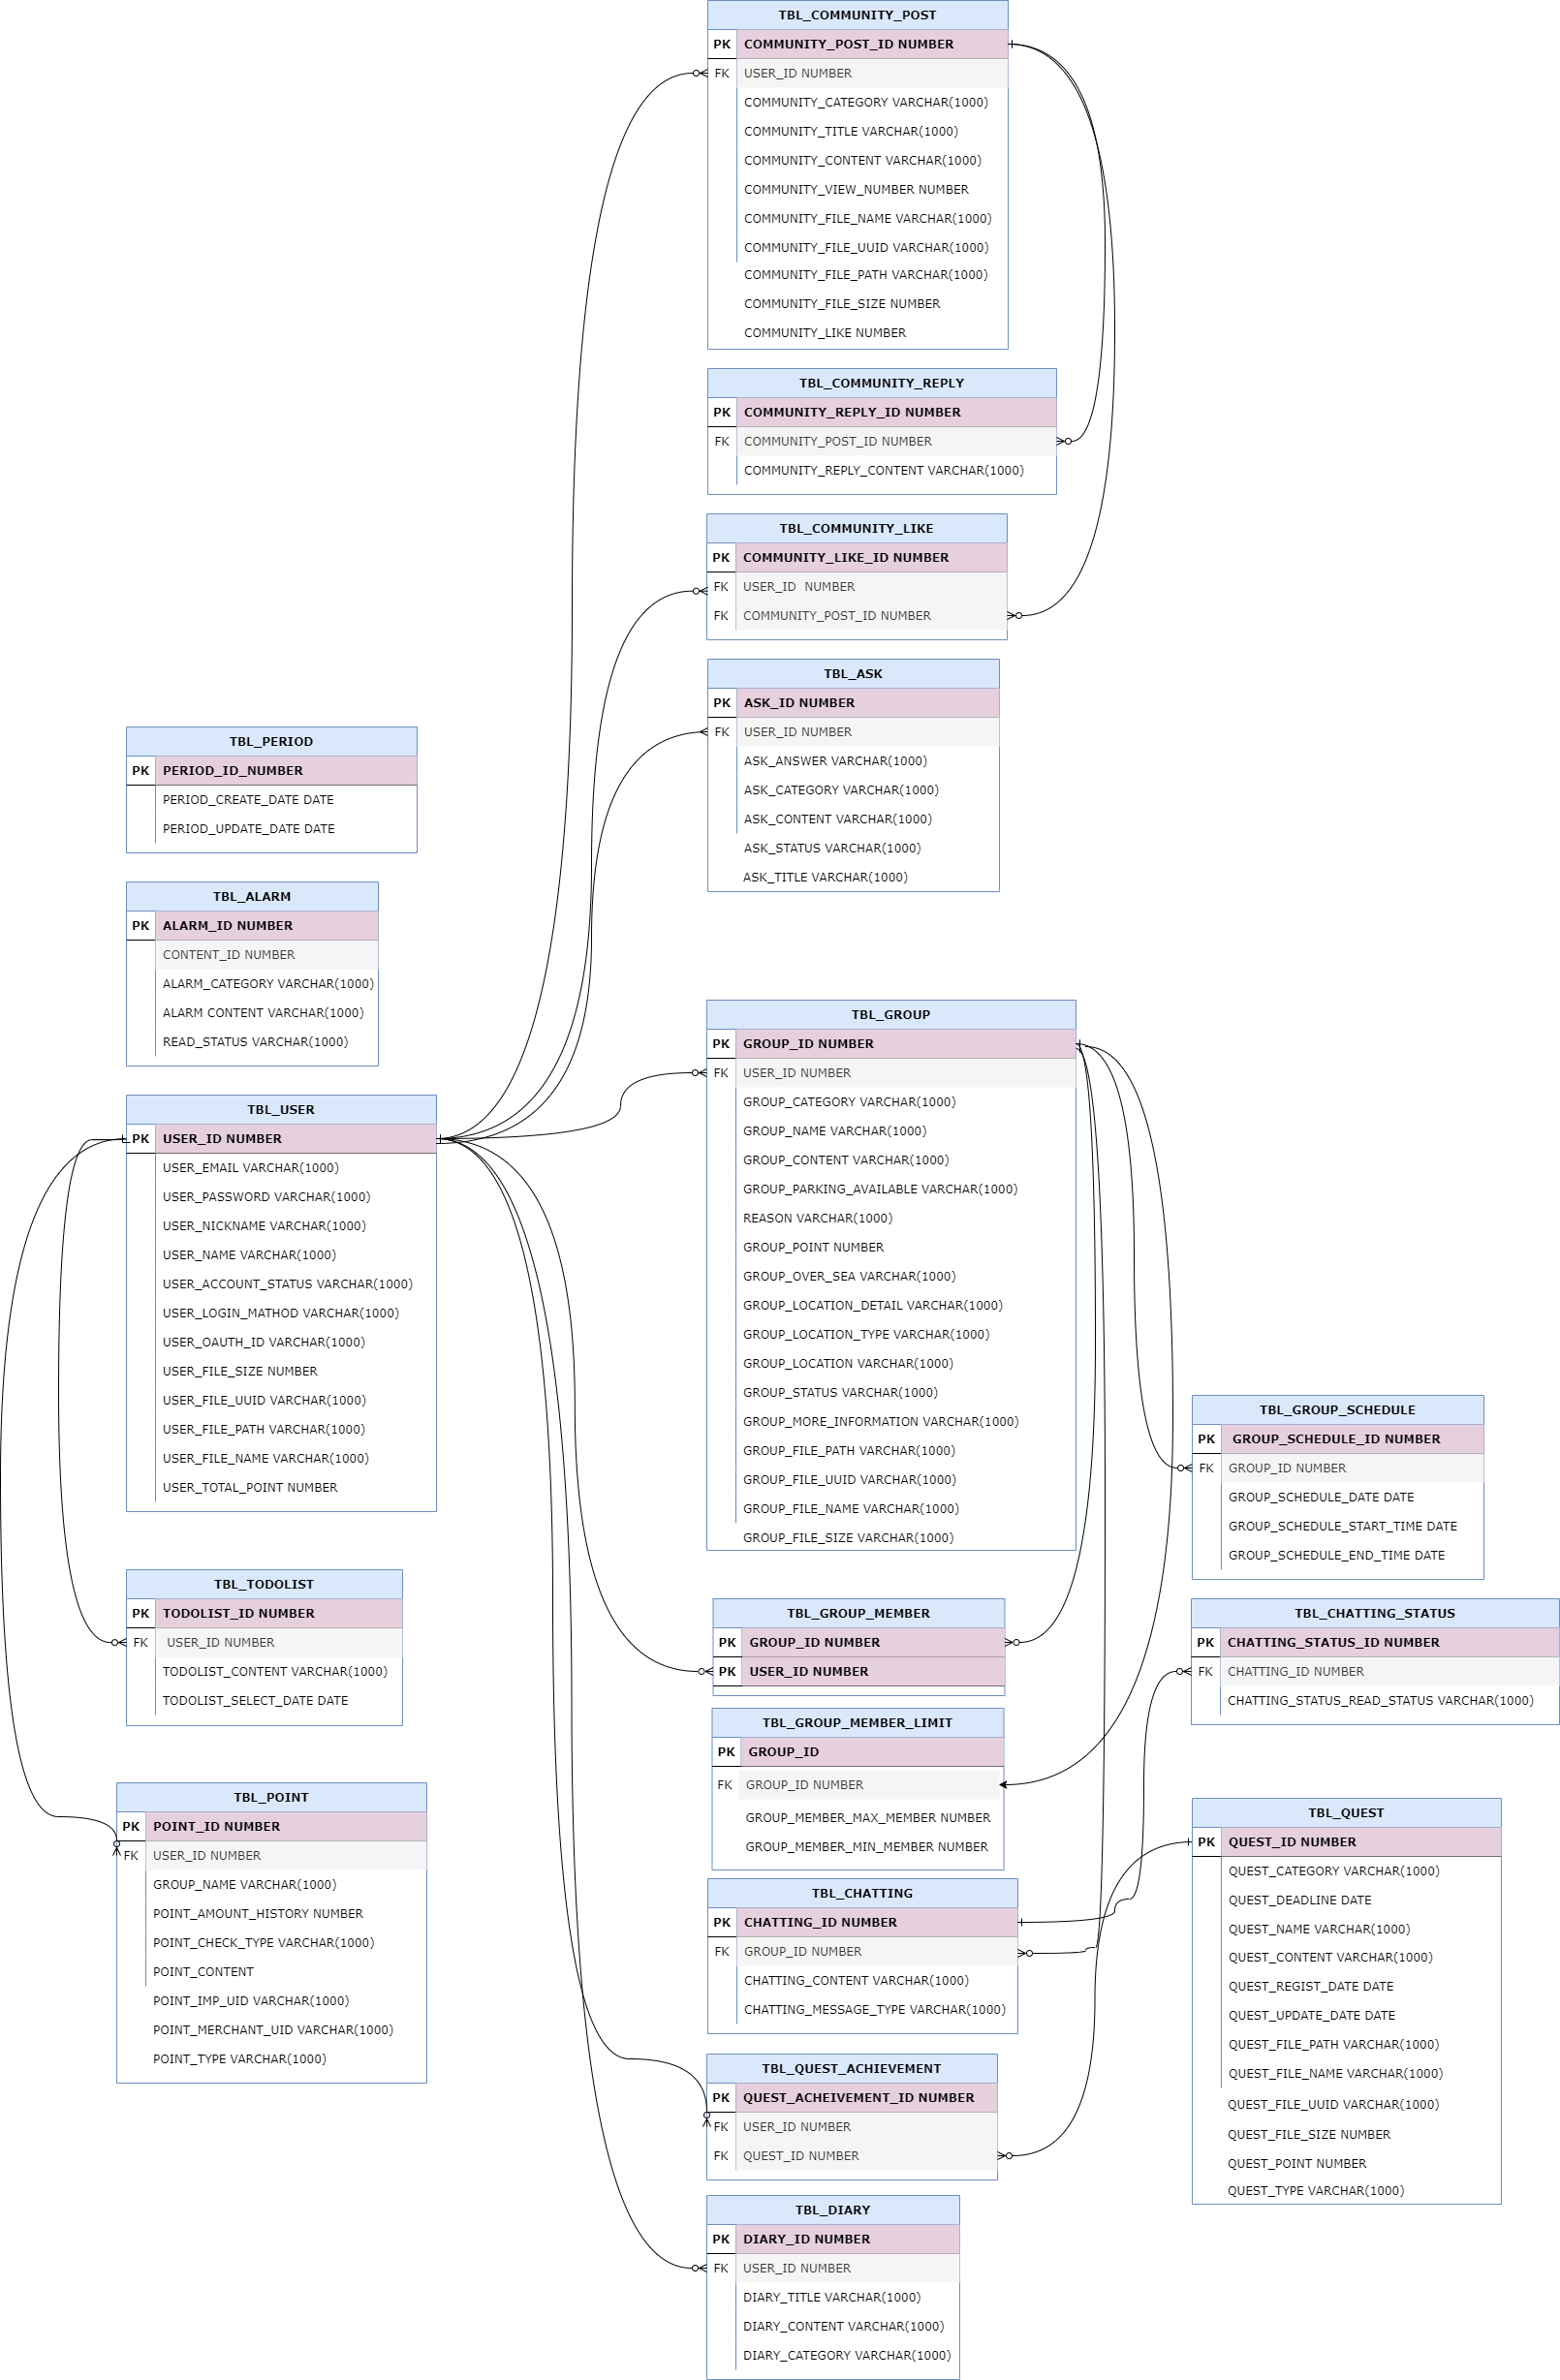 TBL_COMMUNITY_POST
PK COMMUNITY_POST_ID NUMBER
FK USER_ID NUMBER
COMMUNITY_CATEGORY VARCHAR(1000)
COMMUNITY_TITLE VARCHAR(1000)
COMMUNITY_CONTENT VARCHAR(1000)
COMMUNITY_VIEW_NUMBER NUMBER
COMMUNITY_FILE_NAME VARCHAR(1000)
COMMUNITY_FILE_UUID VARCHAR(1000)
COMMUNITY_FILE_PATH VARCHAR(1000)
COMMUNITY_FILE_SIZE NUMBER
COMMUNITY_LIKE NUMBER
TBL_COMMUNITY_REPLY
PK COMMUNITY_REPLY_ID NUMBER
FK COMMUNITY_POST_ID NUMBER
COMMUNITY_REPLY_CONTENT VARCHAR(1000)
TBL_COMMUNITY_LIKE
PK COMMUNITY_LIKE_ID NUMBER
FK USER_ID NUMBER
FK COMMUNITY_POST_ID NUMBER
TBL_ASK
PK ASK_ID NUMBER
FK USER_ID NUMBER
ASK_ANSWER VARCHAR(1000)
ASK_CATEGORY VARCHAR(1000)
ASK_CONTENT VARCHAR(1000)
ASK_STATUS VARCHAR(1000)
ASK_TITLE VARCHAR(1000)
TBL_PERIOD
PK PERIOD_ID_NUMBER
PERIOD_CREATE_DATE DATE
PERIOD_UPDATE_DATE DATE
TBL_ALARM
PK ALARM_ID NUMBER
CONTENT_ID NUMBER
ALARM_CATEGORY VARCHAR(1000)
ALARM CONTENT VARCHAR(1000)
READ_STATUS VARCHAR(1000)
TBL_USER
PK USER_ID NUMBER
USER_EMAIL VARCHAR(1000)
USER_PASSWORD VARCHAR(1000)
USER_NICKNAME VARCHAR(1000)
USER_NAME VARCHAR(1000)
USER_ACCOUNT_STATUS VARCHAR(1000)
USER_LOGIN_MATHOD VARCHAR(1000)
USER_OAUTH_ID VARCHAR(1000)
USER_FILE_SIZE NUMBER
USER_FILE_UUID VARCHAR(1000)
USER_FILE_PATH VARCHAR(1000)
USER_FILE_NAME VARCHAR(1000)
USER_TOTAL_POINT NUMBER
TBL_TODOLIST
PK TODOLIST_ID NUMBER
FK USER_ID NUMBER
TODOLIST_CONTENT VARCHAR(1000)
TODOLIST_SELECT_DATE DATE
TBL_POINT
PK POINT_ID NUMBER
FK USER_ID NUMBER
GROUP_NAME VARCHAR(1000)
POINT_AMOUNT_HISTORY NUMBER
POINT_CHECK_TYPE VARCHAR(1000)
POINT_CONTENT
POINT_IMP_UID VARCHAR(1000)
POINT_MERCHANT_UID VARCHAR(1000)
POINT_TYPE VARCHAR(1000)
TBL_GROUP
PK GROUP_ID NUMBER
FK USER_ID NUMBER
GROUP_CATEGORY VARCHAR(1000)
GROUP_NAME VARCHAR(1000)
GROUP_CONTENT VARCHAR(1000)
GROUP_PARKING_AVAILABLE VARCHAR(1000)
REASON VARCHAR(1000)
GROUP_POINT NUMBER
GROUP_OVER_SEA VARCHAR(1000)
GROUP_LOCATION_DETAIL VARCHAR(1000)
GROUP_LOCATION_TYPE VARCHAR(1000)
GROUP_LOCATION VARCHAR(1000)
GROUP_STATUS VARCHAR(1000)
GROUP_MORE_INFORMATION VARCHAR(1000)
GROUP_FILE_PATH VARCHAR(1000)
GROUP_FILE_UUID VARCHAR(1000)
GROUP_FILE_NAME VARCHAR(1000)
GROUP_FILE_SIZE VARCHAR(1000)
TBL_GROUP_MEMBER
PK GROUP_ID NUMBER
PK USER_ID NUMBER
TBL_GROUP_MEMBER_LIMIT
PK GROUP_ID
FK GROUP_ID NUMBER
GROUP_MEMBER_MAX_MEMBER NUMBER
GROUP_MEMBER_MIN_MEMBER NUMBER
TBL_CHATTING
PK CHATTING_ID NUMBER
FK GROUP_ID NUMBER
CHATTING_CONTENT VARCHAR(1000)
CHATTING_MESSAGE_TYPE VARCHAR(1000)
TBL_QUEST_ACHIEVEMENT
PK QUEST_ACHEIVEMENT_ID NUMBER
FK USER_ID NUMBER
FK QUEST_ID NUMBER
TBL_DIARY
PK DIARY_ID NUMBER
FK USER_ID NUMBER
DIARY_TITLE VARCHAR(1000)
DIARY_CONTENT VARCHAR(1000)
DIARY_CATEGORY VARCHAR(1000)
TBL_GROUP_SCHEDULE
PK GROUP_SCHEDULE_ID NUMBER
FK GROUP_ID NUMBER
GROUP_SCHEDULE_DATE DATE
GROUP_SCHEDULE_START_TIME DATE
GROUP_SCHEDULE_END_TIME DATE
TBL_CHATTING_STATUS
PK CHATTING_STATUS_ID NUMBER
FK CHATTING_ID NUMBER
CHATTING_STATUS_READ_STATUS VARCHAR(1000)
TBL_QUEST
PK QUEST_ID NUMBER
QUEST_CATEGORY VARCHAR(1000)
QUEST_DEADLINE DATE
QUEST_NAME VARCHAR(1000)
QUEST_CONTENT VARCHAR(1000)
QUEST_REGIST_DATE DATE
QUEST_UPDATE_DATE DATE
QUEST_FILE_PATH VARCHAR(1000)
QUEST_FILE_NAME VARCHAR(1000)
QUEST_FILE_UUID VARCHAR(1000)
QUEST_FILE_SIZE NUMBER
QUEST_POINT NUMBER
QUEST_TYPE VARCHAR(1000)